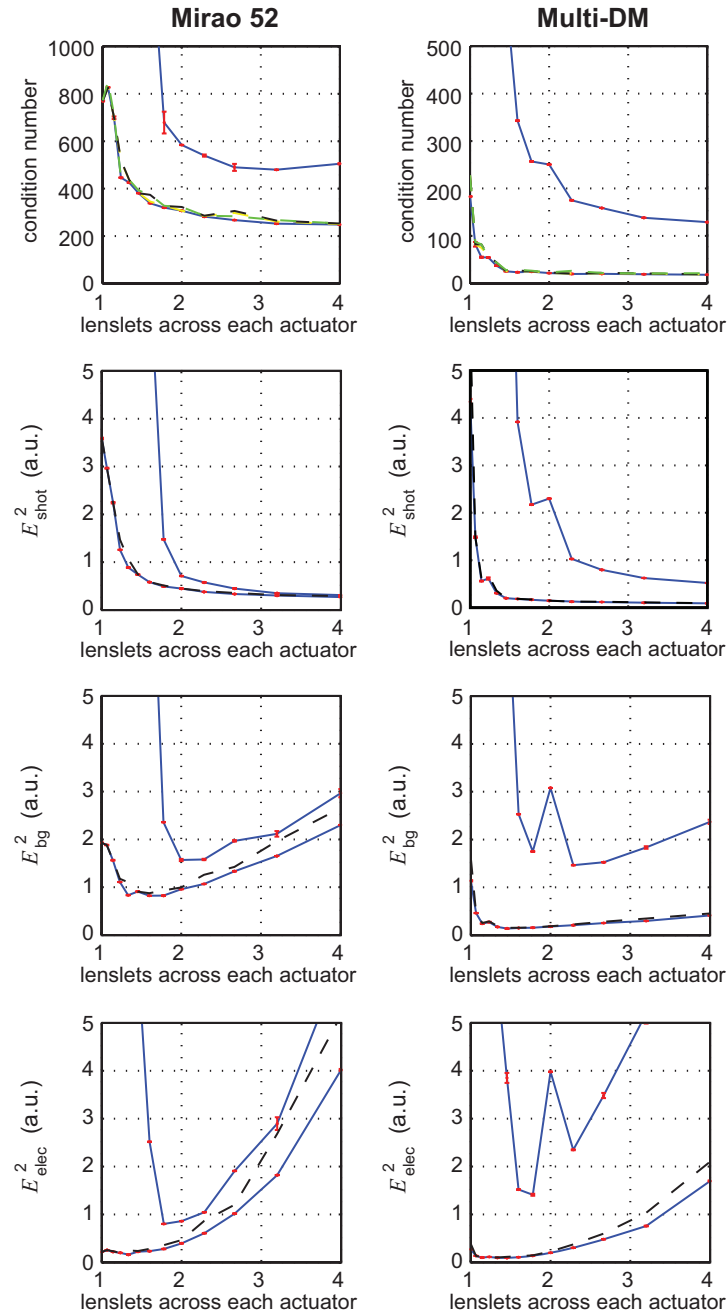 Mirao 52
Multi-DM
condition number
1000
800
600
400
200
0
1 2 3 4
lenslets across each actuator
condition number
500
400
300
200
100
0
1 2 3 4
lenslets across each actuator
E²shot (a.u.)
5
4
3
2
1
0
1 2 3 4
lenslets across each actuator
E²shot (a.u.)
5
4
3
2
1
0
1 2 3 4
lenslets across each actuator
E²bg (a.u.)
5
4
3
2
1
0
1 2 3 4
lenslets across each actuator
E²bg (a.u.)
5
4
3
2
1
0
1 2 3 4
lenslets across each actuator
E²elec (a.u.)
5
4
3
2
1
0
1 2 3 4
lenslets across each actuator
E²elec (a.u.)
5
4
3
2
1
0
1 2 3 4
lenslets across each actuator